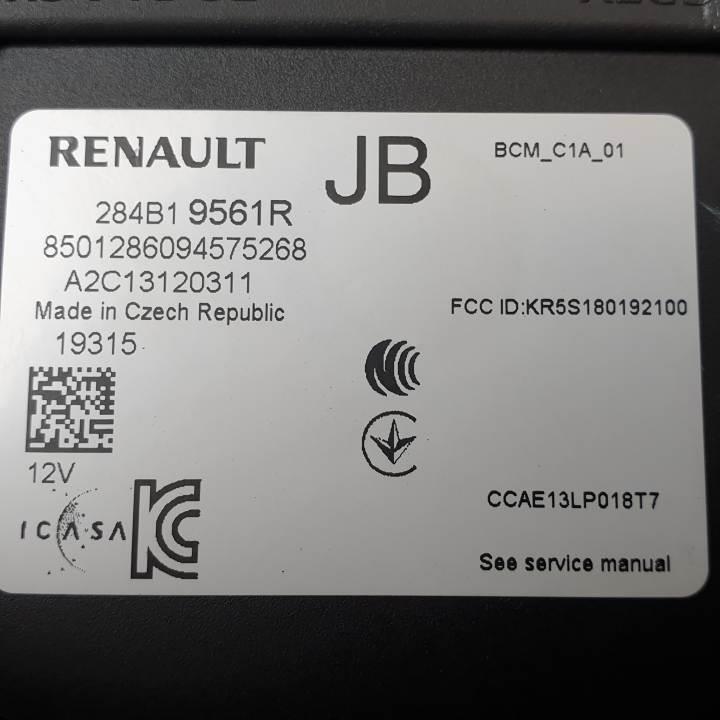 RENAULT
JB
BCM_C1A_01
284B1 9561R
8501286094575268
A2C13120311
Made in Czech Republic
FCC ID:KR5S180192100
19315
12V
ICASA
CCAE13LP018T7
See service manual